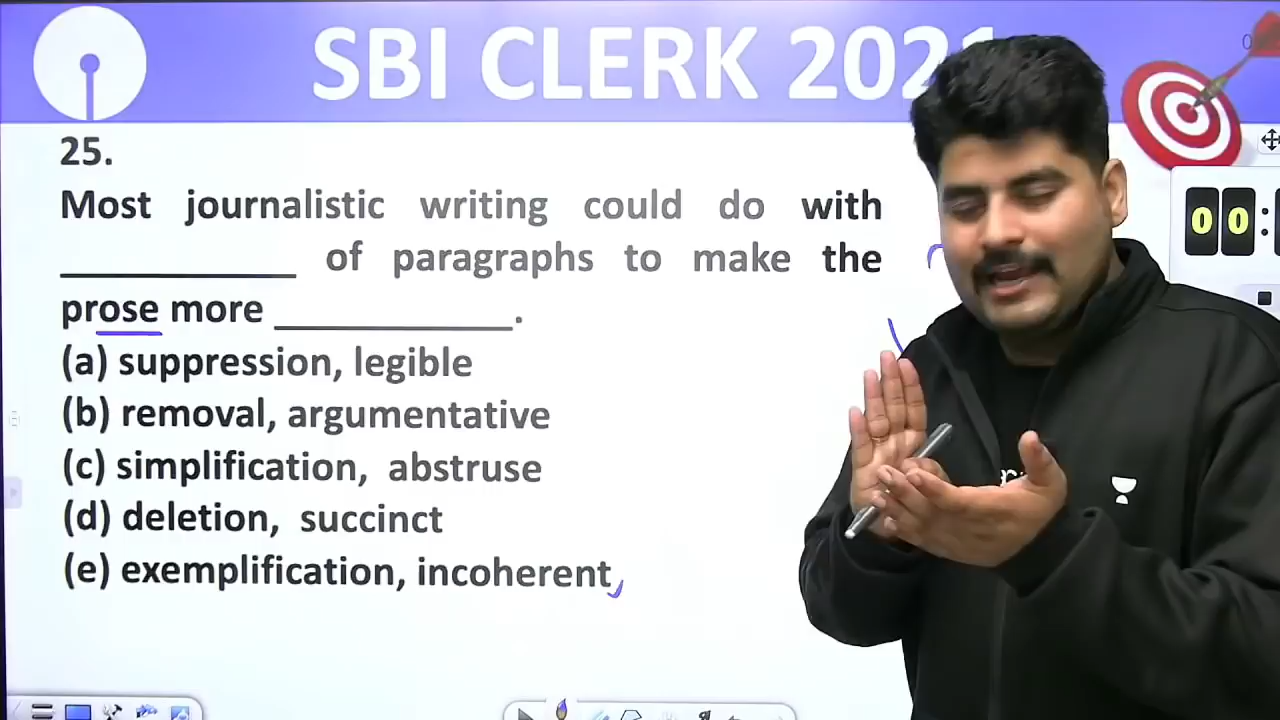 SBI CLERK 2021
25.
Most journalistic writing could do with
____________ of paragraphs to make the
prose more ____________.
(a) suppression, legible
(b) removal, argumentative
(c) simplification, abstruse
(d) deletion, succinct
(e) exemplification, incoherent
00: